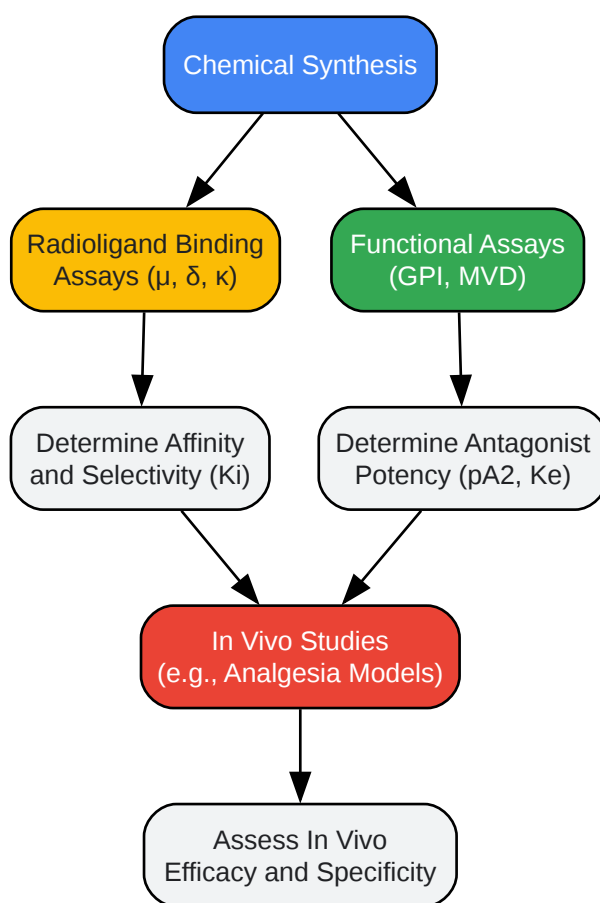 Chemical Synthesis
Radioligand Binding
Assays (μ, δ, κ)
Functional Assays
(GPI, MVD)
Determine Affinity
and Selectivity (Ki)
Determine Antagonist
Potency (pA2, Ke)
In Vivo Studies
(e.g., Analgesia Models)
Assess In Vivo
Efficacy and Specificity